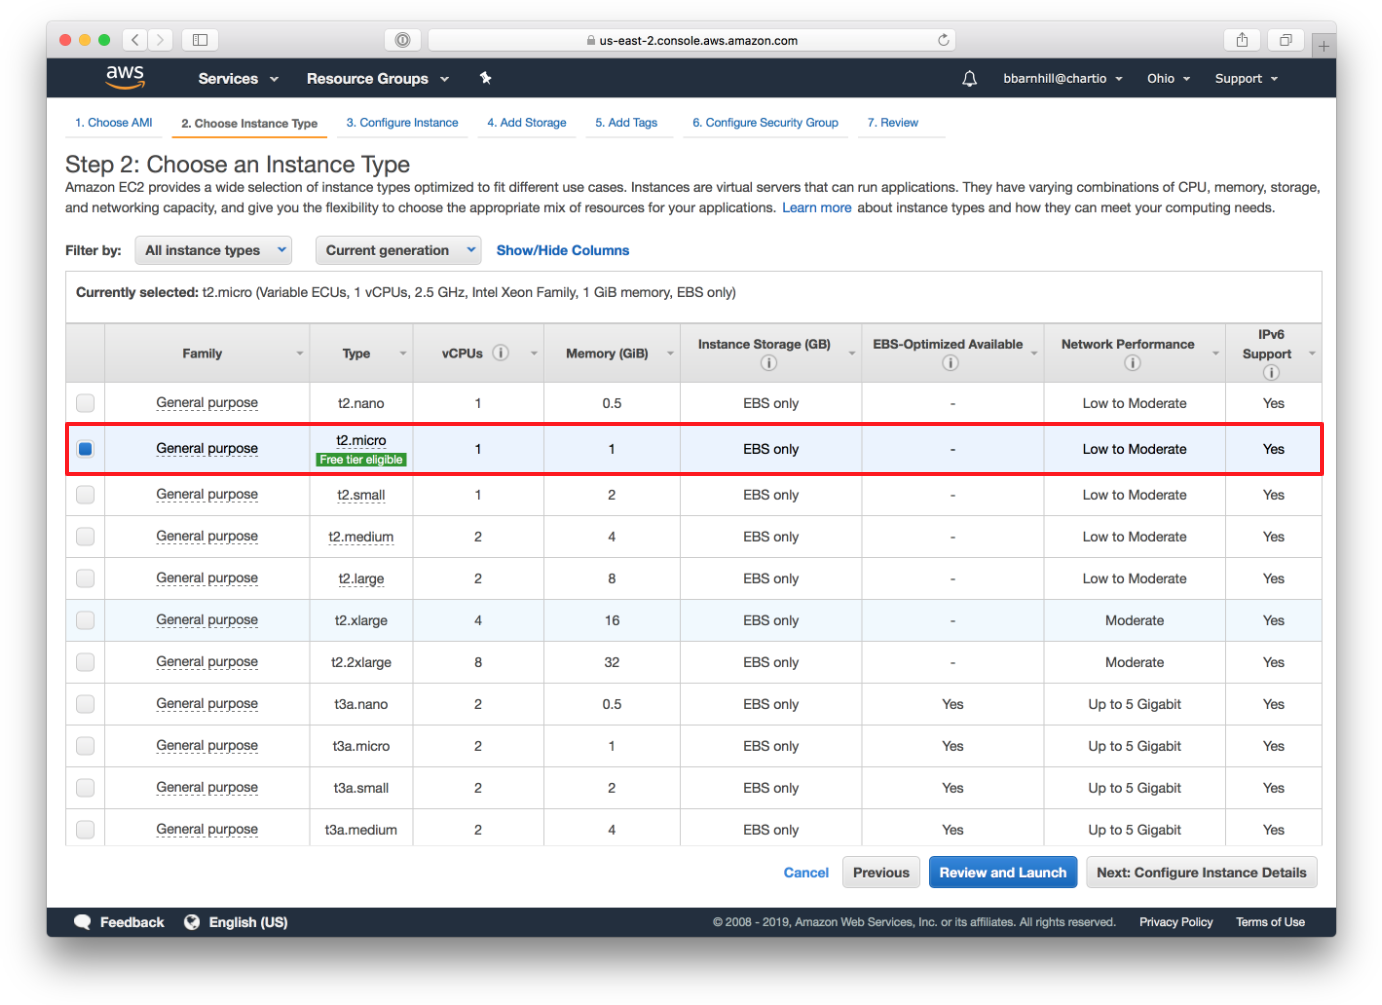 us-east-2.console.aws.amazon.com
aws Services Resource Groups bbarnhill@chartio Ohio Support
1. Choose AMI 2. Choose Instance Type 3. Configure Instance 4. Add Storage 5. Add Tags 6. Configure Security Group 7. Review
Step 2: Choose an Instance Type
Amazon EC2 provides a wide selection of instance types optimized to fit different use cases. Instances are virtual servers that can run applications. They have varying combinations of CPU, memory, storage,
and networking capacity, and give you the flexibility to choose the appropriate mix of resources for your applications. Learn more about instance types and how they can meet your computing needs.
Filter by: All instance types Current generation Show/Hide Columns
Currently selected: t2.micro (Variable ECUs, 1 vCPUs, 2.5 GHz, Intel Xeon Family, 1 GiB memory, EBS only)
Family Type vCPUs Memory (GiB) Instance Storage (GB) EBS-Optimized Available Network Performance IPv6 Support
General purpose t2.nano 1 0.5 EBS only - Low to Moderate Yes
General purpose t2.micro Free tier eligible 1 1 EBS only - Low to Moderate Yes
General purpose t2.small 1 2 EBS only - Low to Moderate Yes
General purpose t2.medium 2 4 EBS only - Low to Moderate Yes
General purpose t2.large 2 8 EBS only - Low to Moderate Yes
General purpose t2.xlarge 4 16 EBS only - Moderate Yes
General purpose t2.2xlarge 8 32 EBS only - Moderate Yes
General purpose t3a.nano 2 0.5 EBS only Yes Up to 5 Gigabit Yes
General purpose t3a.micro 2 1 EBS only Yes Up to 5 Gigabit Yes
General purpose t3a.small 2 2 EBS only Yes Up to 5 Gigabit Yes
General purpose t3a.medium 2 4 EBS only Yes Up to 5 Gigabit Yes
Cancel Previous Review and Launch Next: Configure Instance Details
Feedback English (US) © 2008 - 2019, Amazon Web Services, Inc. or its affiliates. All rights reserved. Privacy Policy Terms of Use